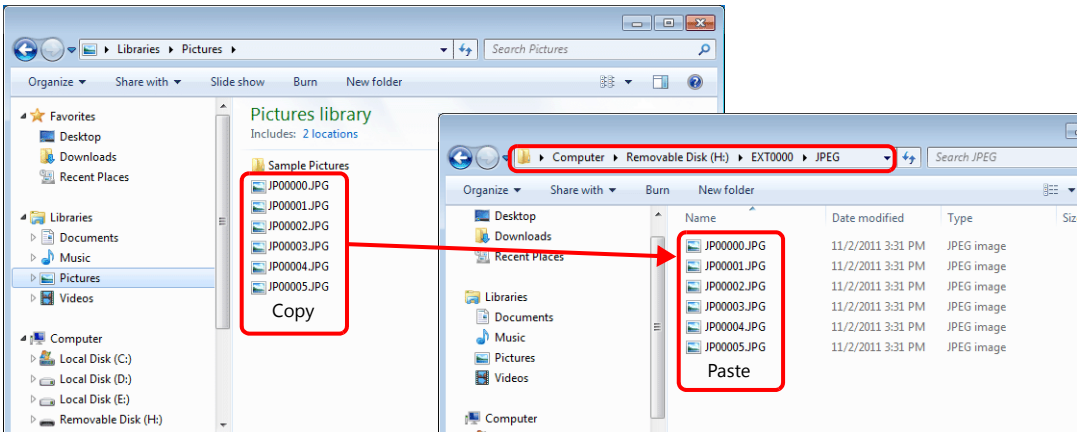 Libraries Pictures
Search Pictures
Organize Share with Slide show Burn New folder
Favorites
Desktop
Downloads
Recent Places
Libraries
Documents
Music
Pictures
Videos
Computer
Local Disk (C:)
Local Disk (D:)
Local Disk (E:)
Removable Disk (H:)
Pictures library
Includes: 2 locations
Sample Pictures
JP00000.JPG
JP00001.JPG
JP00002.JPG
JP00003.JPG
JP00004.JPG
JP00005.JPG
Copy
Computer Removable Disk (H:) EXT0000 JPEG
Search JPEG
Organize Share with Burn New folder
Desktop
Downloads
Recent Places
Libraries
Documents
Music
Pictures
Videos
Computer
Name Date modified Type Siz
JP00000.JPG 11/2/2011 3:31 PM JPEG image
JP00001.JPG 11/2/2011 3:31 PM JPEG image
JP00002.JPG 11/2/2011 3:31 PM JPEG image
JP00003.JPG 11/2/2011 3:31 PM JPEG image
JP00004.JPG 11/2/2011 3:31 PM JPEG image
JP00005.JPG 11/2/2011 3:31 PM JPEG image
Paste